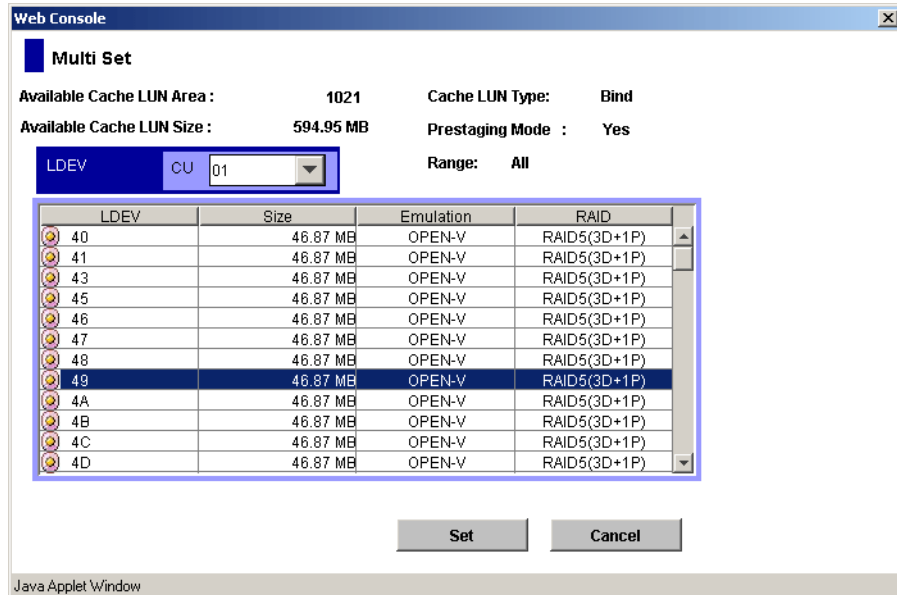 Web Console
Multi Set
Available Cache LUN Area : 1021 Cache LUN Type: Bind
Available Cache LUN Size : 594.95 MB Prestaging Mode : Yes
LDEV CU 01 Range: All
LDEV Size Emulation RAID
40 46.87 MB OPEN-V RAID5(3D+1P)
41 46.87 MB OPEN-V RAID5(3D+1P)
43 46.87 MB OPEN-V RAID5(3D+1P)
45 46.87 MB OPEN-V RAID5(3D+1P)
46 46.87 MB OPEN-V RAID5(3D+1P)
47 46.87 MB OPEN-V RAID5(3D+1P)
48 46.87 MB OPEN-V RAID5(3D+1P)
49 46.87 MB OPEN-V RAID5(3D+1P)
4A 46.87 MB OPEN-V RAID5(3D+1P)
4B 46.87 MB OPEN-V RAID5(3D+1P)
4C 46.87 MB OPEN-V RAID5(3D+1P)
4D 46.87 MB OPEN-V RAID5(3D+1P)
Set Cancel
Java Applet Window